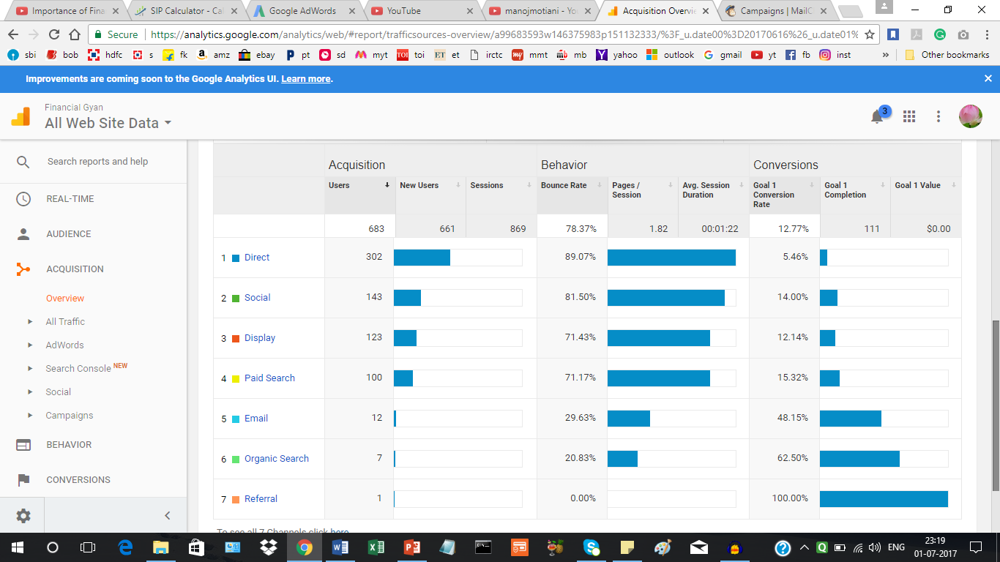 Importance of Fina
SIP Calculator - Cal
Google AdWords
YouTube
manojmotiani - Yo
Acquisition Overvi
Campaigns | MailC
Secure
https://analytics.google.com/analytics/web/#report/trafficsources-overview/a99683593w146375983p151132333/%3F_u.date00%3D20170616%26_u.date01%
sbi bob hdfc s fk amz ebay pt sd myt toi et irctc mmt mb yahoo outlook gmail yt fb inst » Other bookmarks
Improvements are coming soon to the Google Analytics UI. Learn more.
Financial Gyan
All Web Site Data
3
Search reports and help
REAL-TIME
AUDIENCE
ACQUISITION
Overview
All Traffic
AdWords
Search Console NEW
Social
Campaigns
BEHAVIOR
CONVERSIONS
Acquisition Behavior Conversions
Users New Users Sessions Bounce Rate Pages / Session Avg. Session Duration Goal 1 Conversion Rate Goal 1 Completion Goal 1 Value
683 661 869 78.37% 1.82 00:01:22 12.77% 111 $0.00
1 Direct 302 89.07% 5.46%
2 Social 143 81.50% 14.00%
3 Display 123 71.43% 12.14%
4 Paid Search 100 71.17% 15.32%
5 Email 12 29.63% 48.15%
6 Organic Search 7 20.83% 62.50%
7 Referral 1 0.00% 100.00%
To see all 7 Channels click here
ENG
23:19
01-07-2017